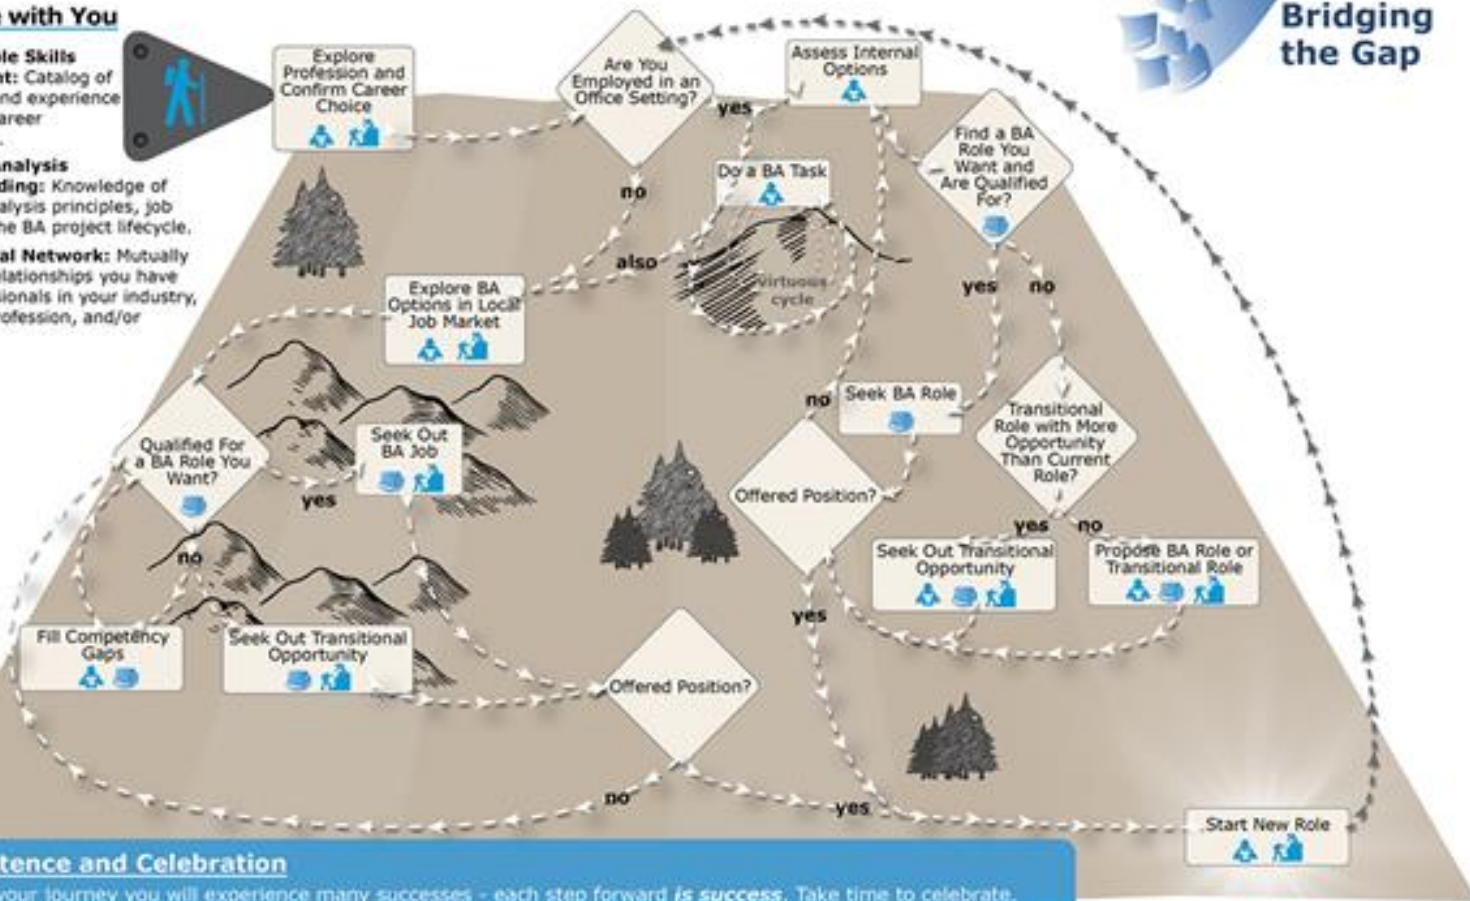 e with You
le Skills
nt: Catalog of
nd experience
areer
nalysis
ding: Knowledge of
alysis principles, job
he BA project lifecycle.
al Network: Mutually
elationships you have
sionals in your industry,
rofession, and/or
Explore
Profession and
Confirm Career
Choice
Are You
Employed in an
Office Setting?
yes
no
also
Assess Internal
Options
Bridging
the Gap
Do a BA Task
virtuous
cycle
Find a BA
Role You
Want and
Are Qualified
For?
yes
no
Explore BA
Options in Local
Job Market
Seek BA Role
no
Transitional
Role with More
Opportunity
Than Current
Role?
Qualified For
a BA Role You
Want?
yes
Seek Out
BA Job
Offered Position?
yes
no
no
Seek Out Transitional
Opportunity
Propose BA Role or
Transitional Role
yes
Fill Competency
Gaps
Seek Out Transitional
Opportunity
Offered Position?
no
yes
Start New Role
tence and Celebration
your journey you will experience many successes - each step forward is success. Take time to celebrate.